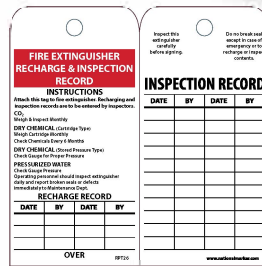 FIRE EXTINGUISHER
RECHARGE & INSPECTION
RECORD
INSTRUCTIONS
Attach this tag to fire extinguisher. Recharging and
inspection records are to be entered by inspectors.
CO2
Weigh & Inspect Monthly
DRY CHEMICAL (Cartridge Type)
Weigh Cartridge Monthly
Check Chemicals Every 6 Months
DRY CHEMICAL (Stored Pressure Type)
Check Gauge for Proper Pressure
PRESSURIZED WATER
Check Gauge Pressure
Operating personnel should inspect extinguisher
daily and report broken seals or defects
immediately to Maintenance Dept.
RECHARGE RECORD
DATE BY DATE BY
OVER
RPT26
Inspect this
extinguisher
carefully
before signing.
Do no break seal
except in case of
emergency or to
recharge or inspe
contents.
INSPECTION RECORD
DATE BY DATE BY
www.nationalmarker.com